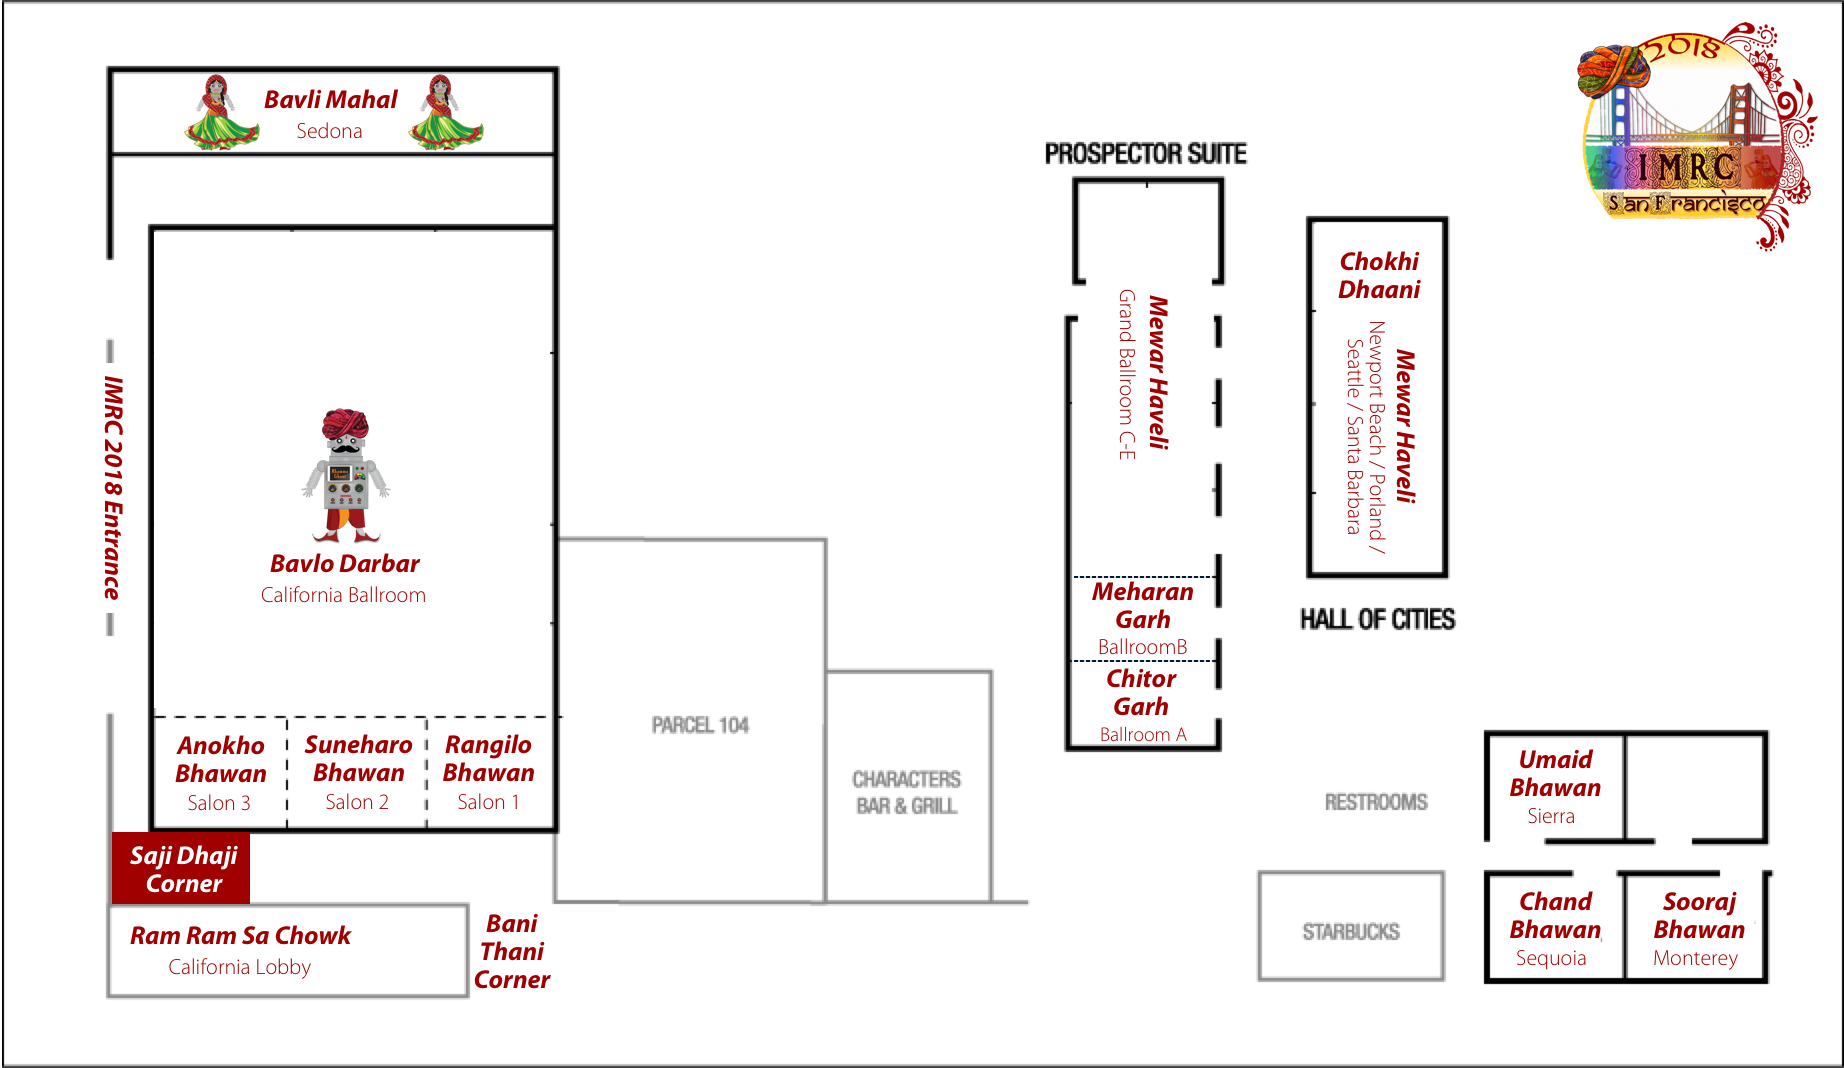 2018
IMRC
San Francisco
Bavli Mahal
Sedona
IMRC 2018 Entrance
Bavlo Darbar
California Ballroom
Anokho
Bhawan
Salon 3
Suneharo
Bhawan
Salon 2
Rangilo
Bhawan
Salon 1
Saji Dhaji
Corner
Ram Ram Sa Chowk
California Lobby
Bani
Thani
Corner
PARCEL 104
CHARACTERS
BAR & GRILL
PROSPECTOR SUITE
Mewar Haveli
Grand Ballroom C-E
Meharan
Garh
BallroomB
Chitor
Garh
Ballroom A
Chokhi
Dhaani
Mewar Haveli
Newport Beach / Porland /
Seattle / Santa Barbara
HALL OF CITIES
RESTROOMS
STARBUCKS
Umaid
Bhawan
Sierra
Chand
Bhawan
Sequoia
Sooraj
Bhawan
Monterey